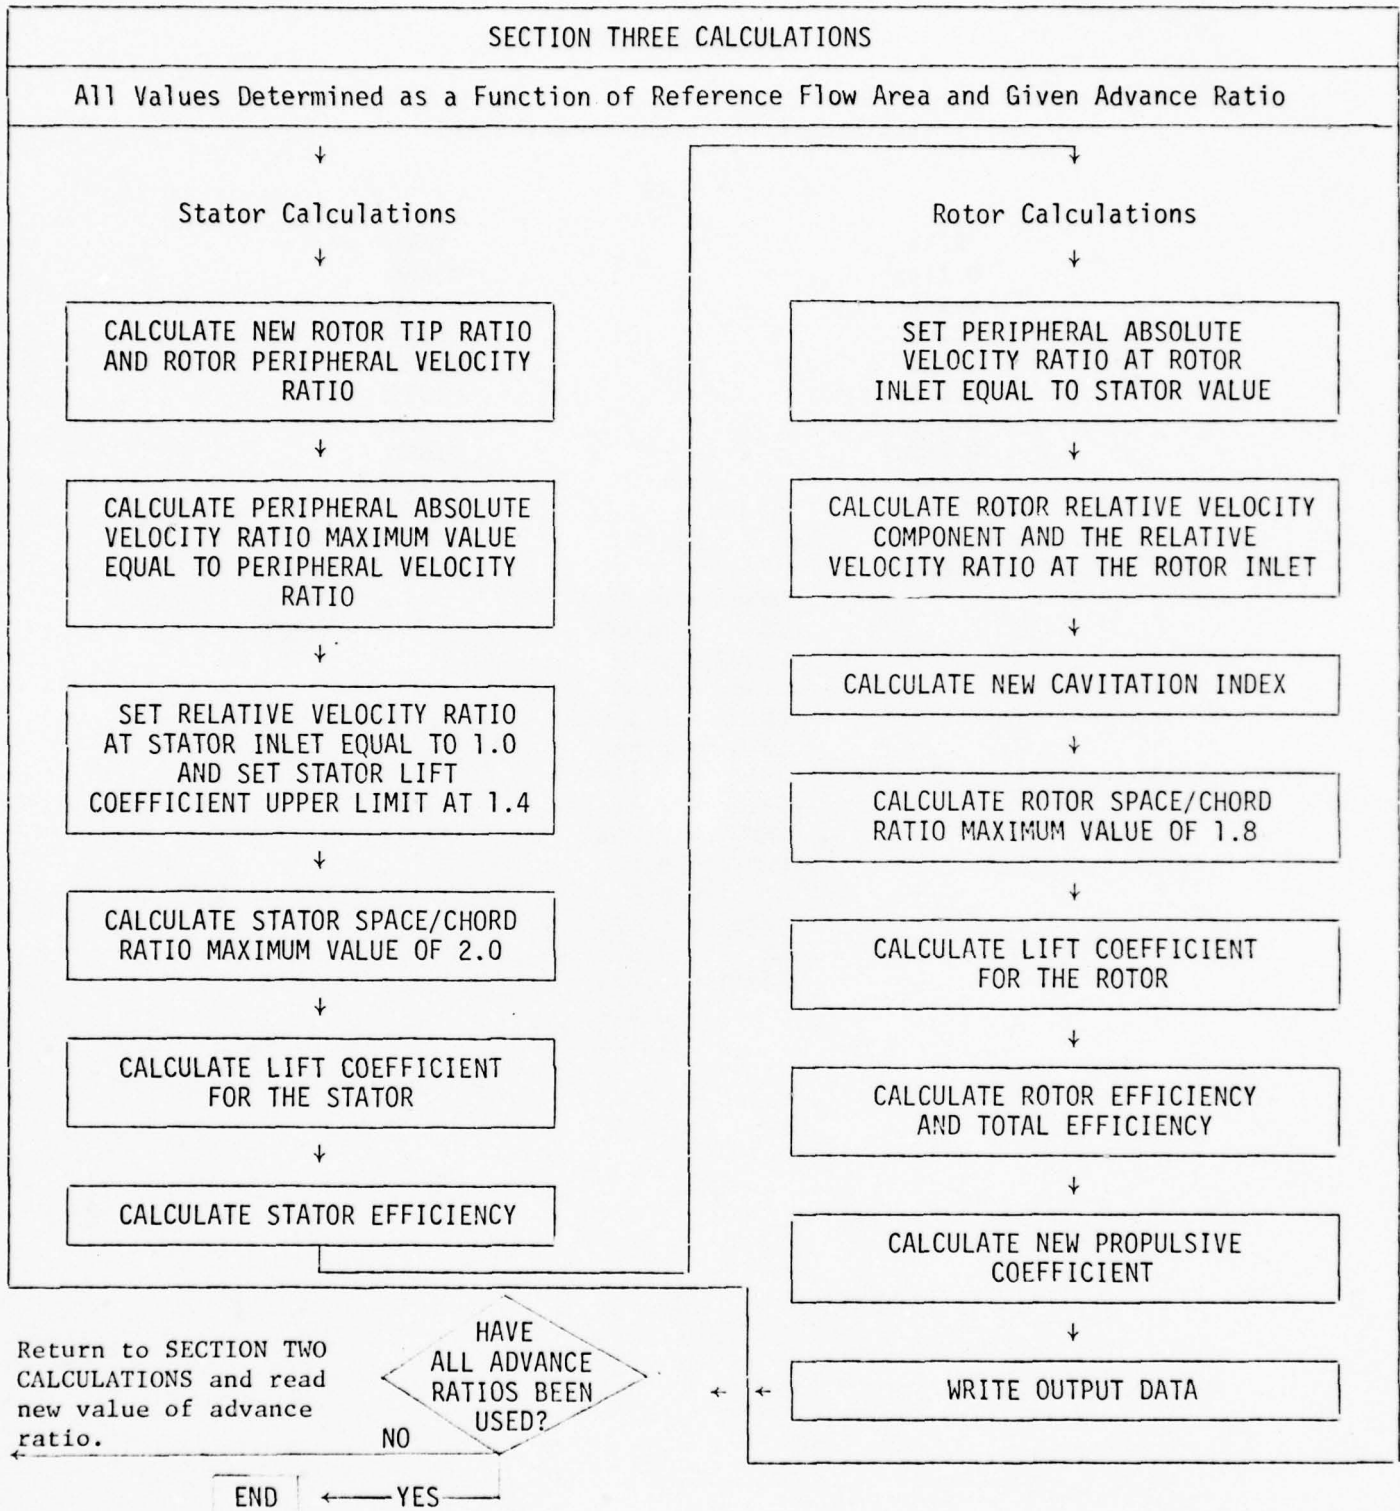 SECTION THREE CALCULATIONS
All Values Determined as a Function of Reference Flow Area and Given Advance Ratio
Stator Calculations
CALCULATE NEW ROTOR TIP RATIO
AND ROTOR PERIPHERAL VELOCITY
RATIO
CALCULATE PERIPHERAL ABSOLUTE
VELOCITY RATIO MAXIMUM VALUE
EQUAL TO PERIPHERAL VELOCITY
RATIO
SET RELATIVE VELOCITY RATIO
AT STATOR INLET EQUAL TO 1.0
AND SET STATOR LIFT
COEFFICIENT UPPER LIMIT AT 1.4
CALCULATE STATOR SPACE/CHORD
RATIO MAXIMUM VALUE OF 2.0
CALCULATE LIFT COEFFICIENT
FOR THE STATOR
CALCULATE STATOR EFFICIENCY
Rotor Calculations
SET PERIPHERAL ABSOLUTE
VELOCITY RATIO AT ROTOR
INLET EQUAL TO STATOR VALUE
CALCULATE ROTOR RELATIVE VELOCITY
COMPONENT AND THE RELATIVE
VELOCITY RATIO AT THE ROTOR INLET
CALCULATE NEW CAVITATION INDEX
CALCULATE ROTOR SPACE/CHORD
RATIO MAXIMUM VALUE OF 1.8
CALCULATE LIFT COEFFICIENT
FOR THE ROTOR
CALCULATE ROTOR EFFICIENCY
AND TOTAL EFFICIENCY
CALCULATE NEW PROPULSIVE
COEFFICIENT
WRITE OUTPUT DATA
HAVE
ALL ADVANCE
RATIOS BEEN
USED?
Return to SECTION TWO
CALCULATIONS and read
new value of advance
ratio.
NO
YES
END